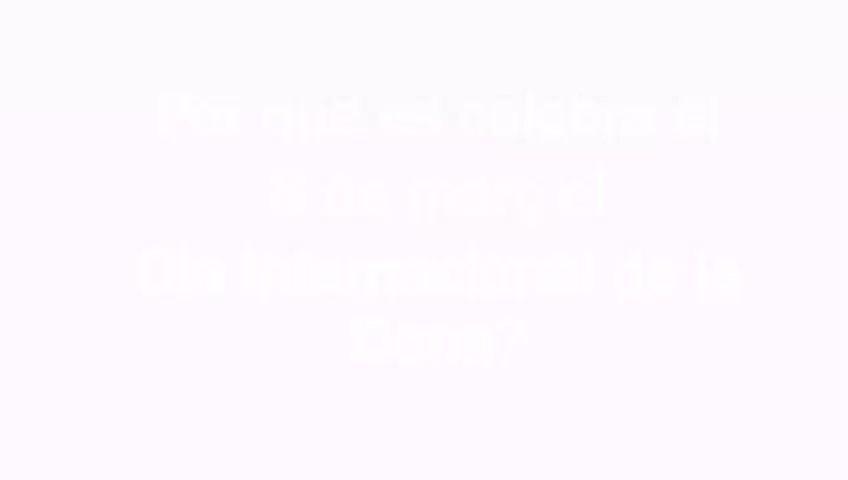 Per què es celebra el
8 de març el
Dia Internacional de la
Dona?